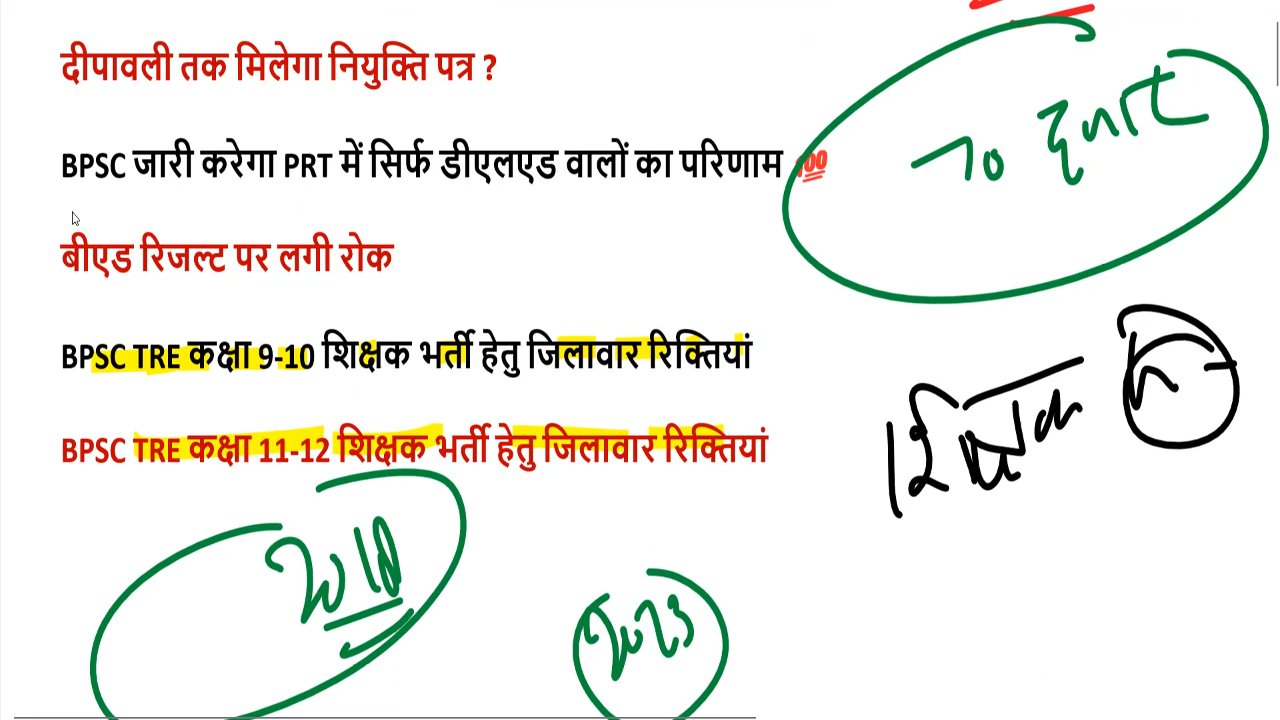 दीपावली तक मिलेगा नियुक्ति पत्र ?
70 हजार
BPSC जारी करेगा PRT में सिर्फ डीएलएड वालों का परिणाम 💯
बीएड रिजल्ट पर लगी रोक
BPSC TRE कक्षा 9-10 शिक्षक भर्ती हेतु जिलावार रिक्तियां
शिक्षक
BPSC TRE कक्षा 11-12 शिक्षक भर्ती हेतु जिलावार रिक्तियां
2018
2023